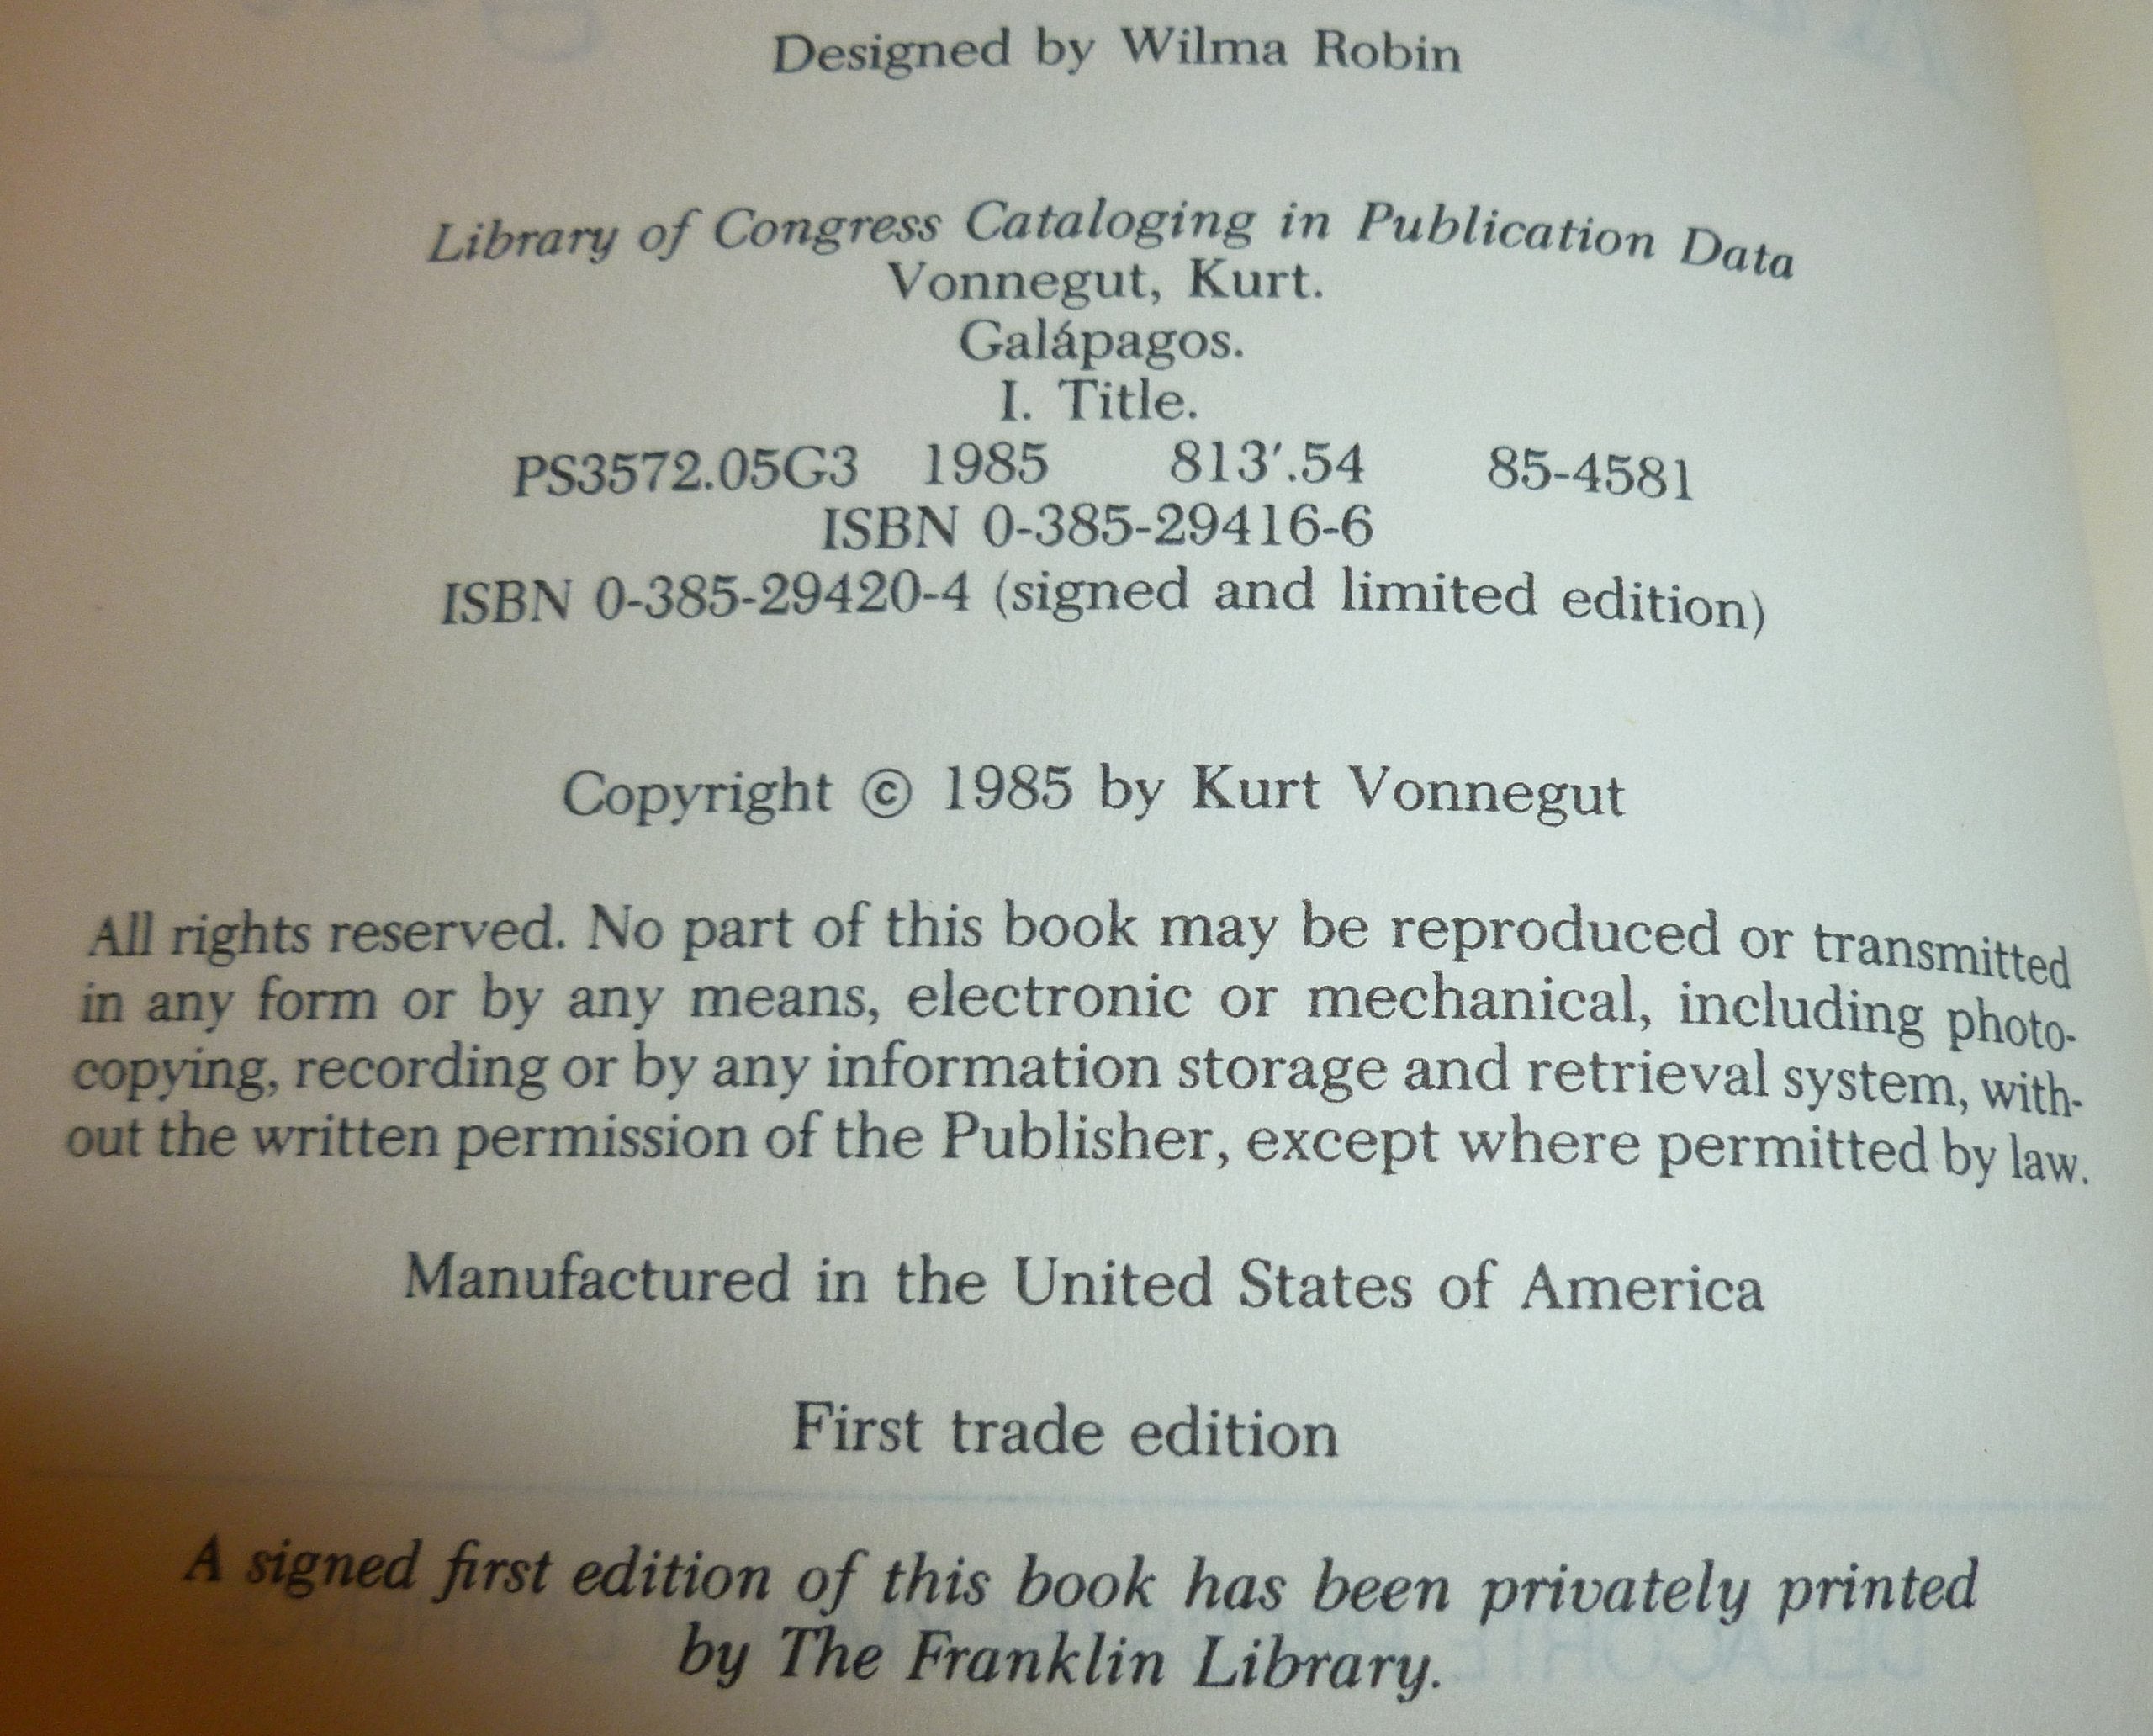 Designed by Wilma Robin
Library of Congress Cataloging in Publication Data
Vonnegut, Kurt.
Galápagos.
I. Title.
PS3572.05G3 1985 813′.54 85-4581
ISBN 0-385-29416-6
ISBN 0-385-29420-4 (signed and limited edition)
Copyright © 1985 by Kurt Vonnegut
All rights reserved. No part of this book may be reproduced or transmitted
in any form or by any means, electronic or mechanical, including photo-
copying, recording or by any information storage and retrieval system, with-
out the written permission of the Publisher, except where permitted by law.
Manufactured in the United States of America
First trade edition
A signed first edition of this book has been privately printed
by The Franklin Library.